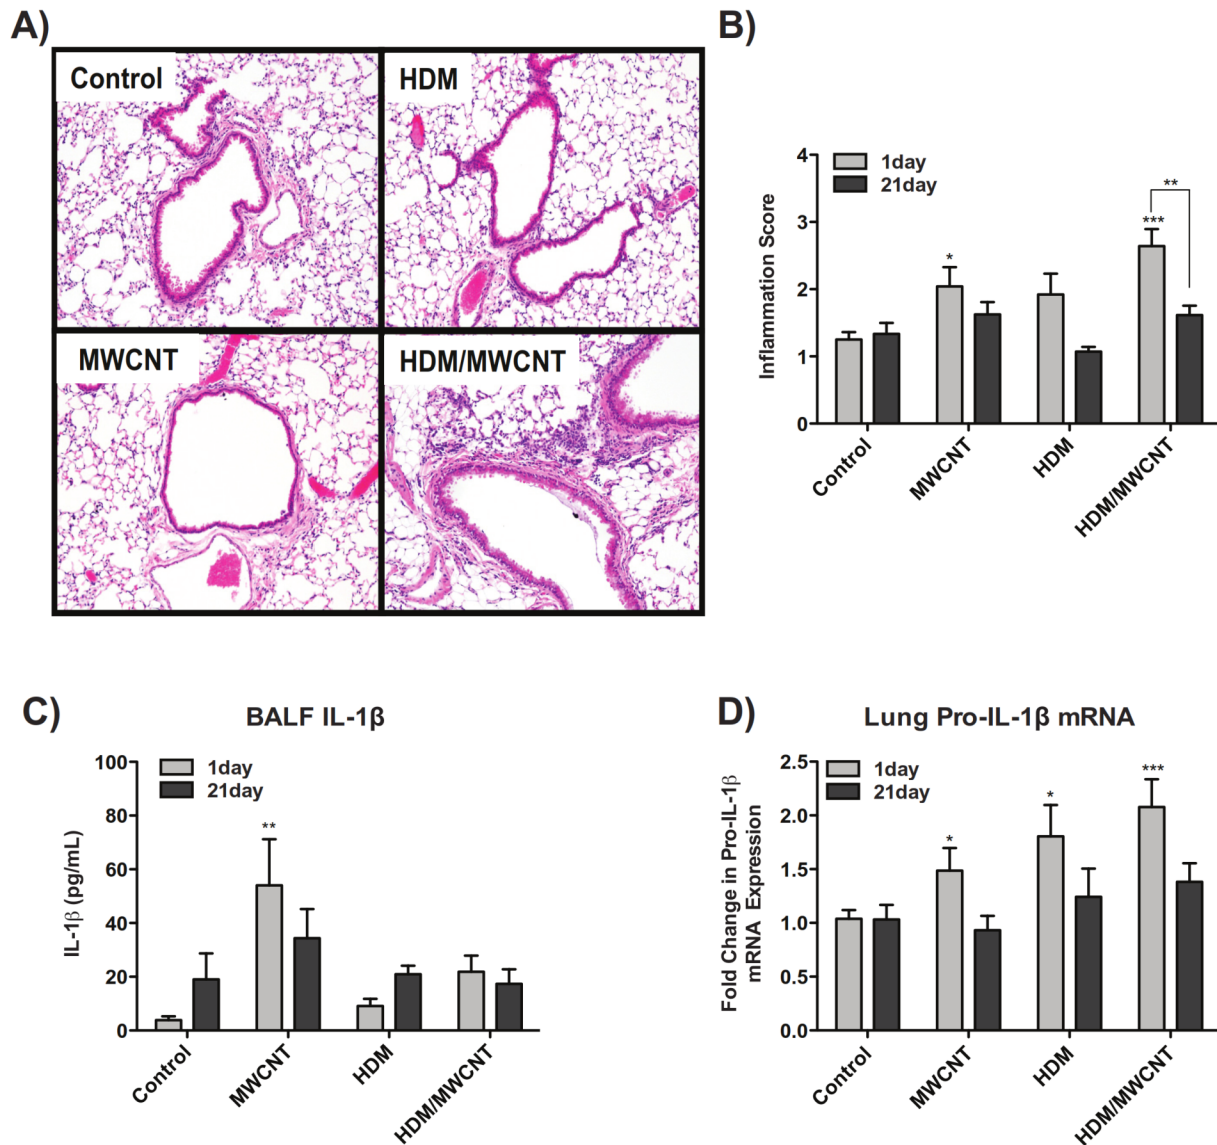 A)
Control
HDM
MWCNT
HDM/MWCNT
B)
1day
21day
Inflammation Score
4
3
2
1
0
*
***
**
Control
MWCNT
HDM
HDM/MWCNT
C)
BALF IL-1β
1day
21day
IL-1β (pg/mL)
100
80
60
40
20
0
**
Control
MWCNT
HDM
HDM/MWCNT
D)
Lung Pro-IL-1β mRNA
1day
21day
Fold Change in Pro-IL-1β
mRNA Expression
2.5
2.0
1.5
1.0
0.5
0.0
*
*
***
Control
MWCNT
HDM
HDM/MWCNT